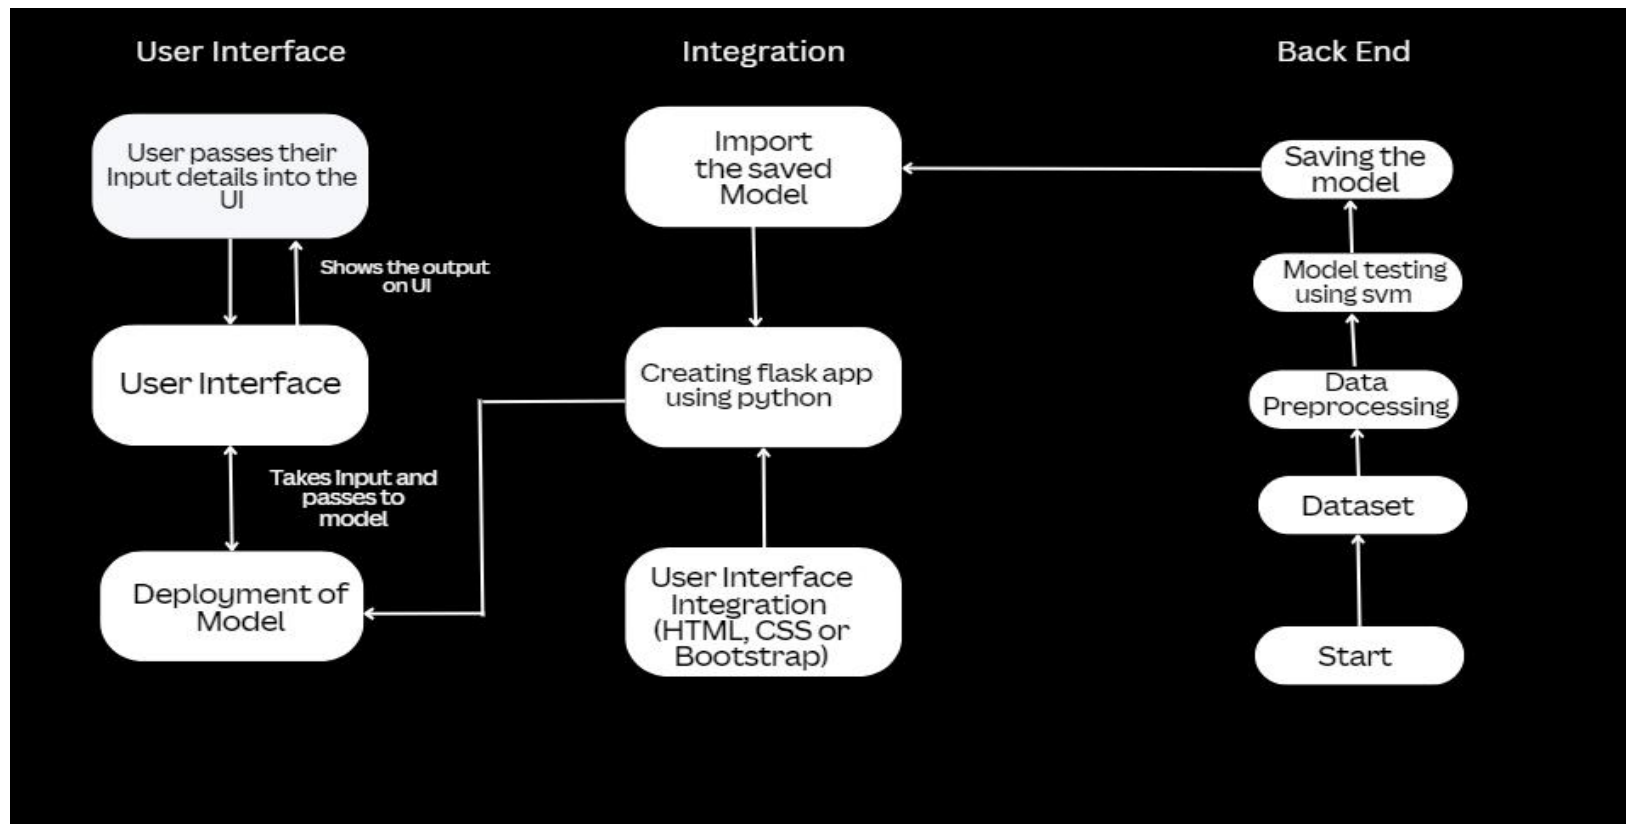 User Interface
Integration
Back End
User passes their
Input details into the
UI
Shows the output
on UI
User Interface
Takes Input and
passes to
model
Deployment of
Model
Import
the saved
Model
Creating flask app
using python
User Interface
Integration
(HTML, CSS or
Bootstrap)
Saving the
model
Model testing
using svm
Data
Preprocessing
Dataset
Start